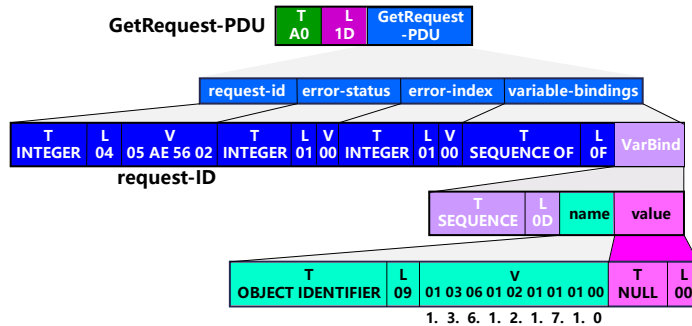 GetRequest-PDU
T L GetRequest
A0 1D -PDU
request-id error-status error-index variable-bindings
T L V T L V T L V T L
INTEGER 04 05 AE 56 02 INTEGER 01 00 INTEGER 01 00 SEQUENCE OF 0F VarBind
request-ID
T L name value
SEQUENCE 0D
T L V T L
OBJECT IDENTIFIER 09 01 03 06 01 02 01 01 01 00 NULL 00
1. 3. 6. 1. 2. 1. 7. 1. 0